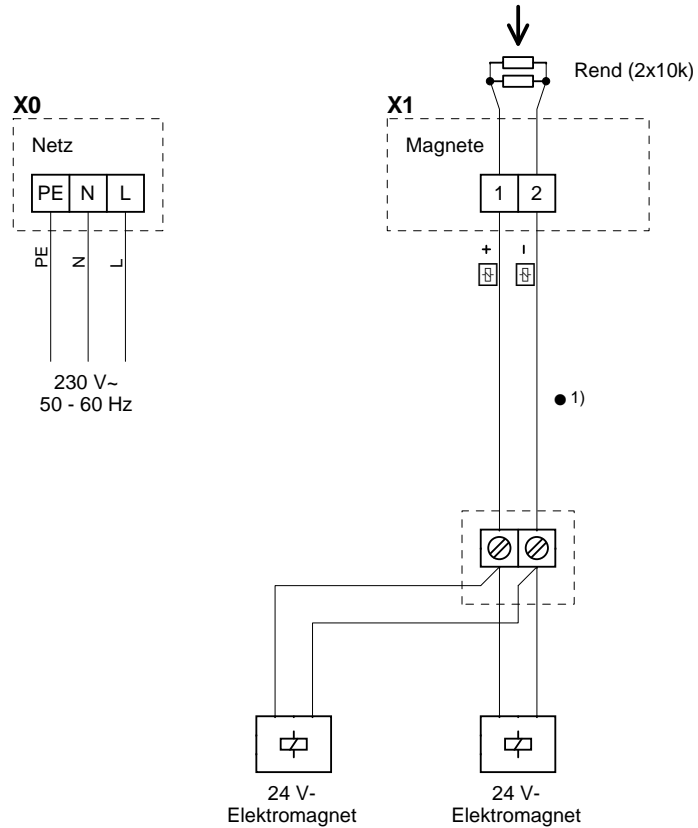 Rend (2x10k)
X0
X1
Netz
Magnete
PE N L
1 2
PE
N
L
+
–
230 V~
50 - 60 Hz
1)
24 V-
Elektromagnet
24 V-
Elektromagnet